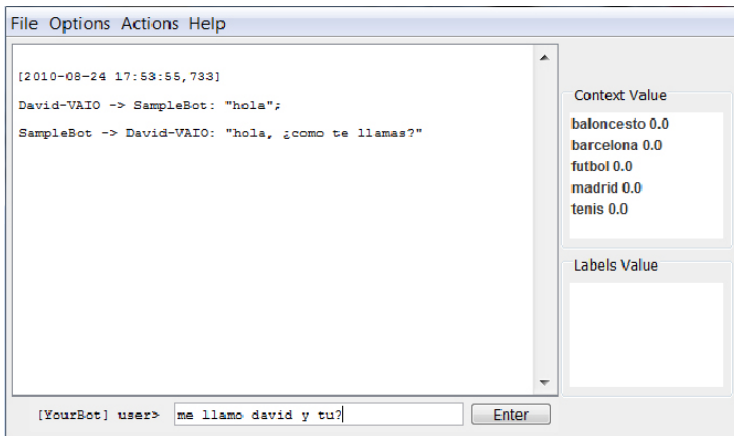 File Options Actions Help
[2010-08-24 17:53:55,733]
David-VAIO -> SampleBot: "hola";
SampleBot -> David-VAIO: "hola, ¿como te llamas?"
Context Value
baloncesto 0.0
barcelona 0.0
futbol 0.0
madrid 0.0
tenis 0.0
Labels Value
[YourBot] user> me llamo david y tu? Enter